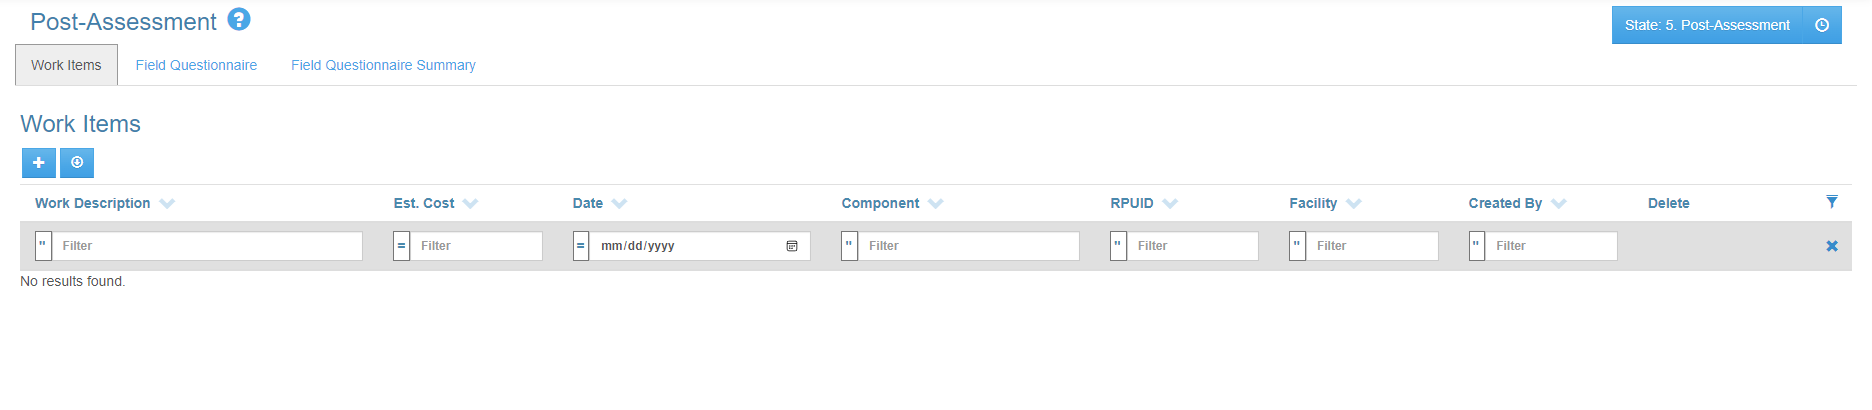 Post-Assessment ?
State: 5. Post-Assessment
Work Items Field Questionnaire Field Questionnaire Summary
Work Items
Work Description Est. Cost Date Component RPUID Facility Created By Delete
" Filter = Filter = mm/dd/yyyy " Filter " Filter " Filter " Filter
No results found.